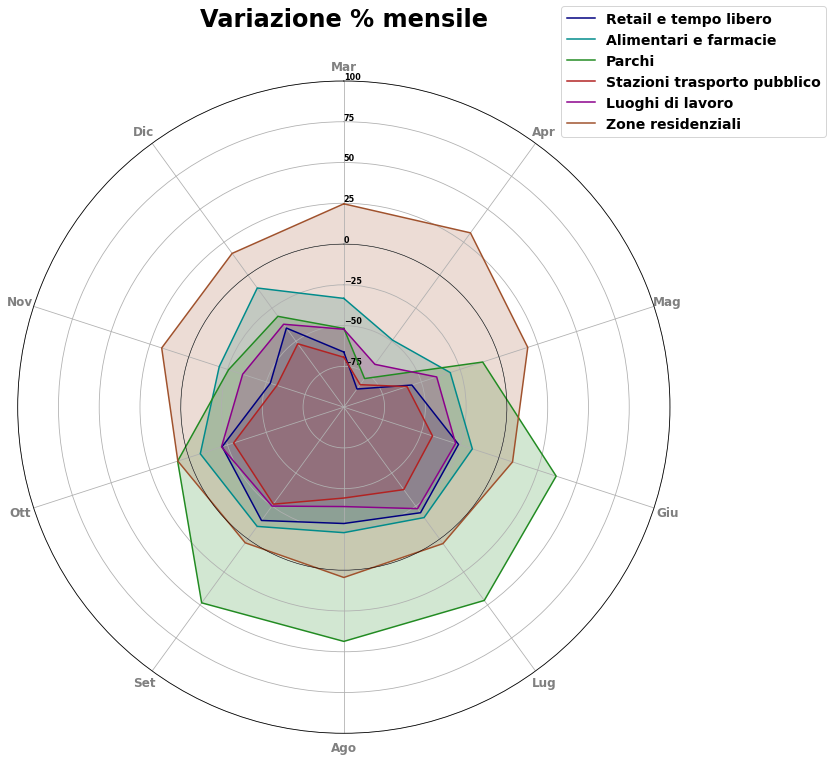 Variazione % mensile
Retail e tempo libero
Alimentari e farmacie
Parchi
Stazioni trasporto pubblico
Luoghi di lavoro
Zone residenziali
Mar
100
75
50
25
0
−25
−50
−75
Dic
Apr
Nov
Mag
Ott
Giu
Set
Lug
Ago